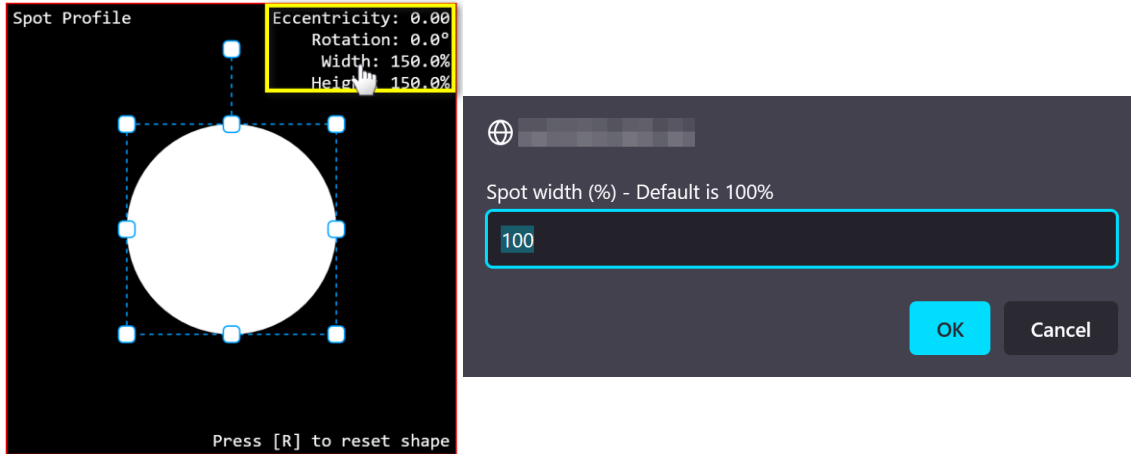 Spot Profile
Eccentricity: 0.00
Rotation: 0.0°
Width: 150.0%
Height: 150.0%
Press [R] to reset shape
Spot width (%) - Default is 100%
100
OK
Cancel